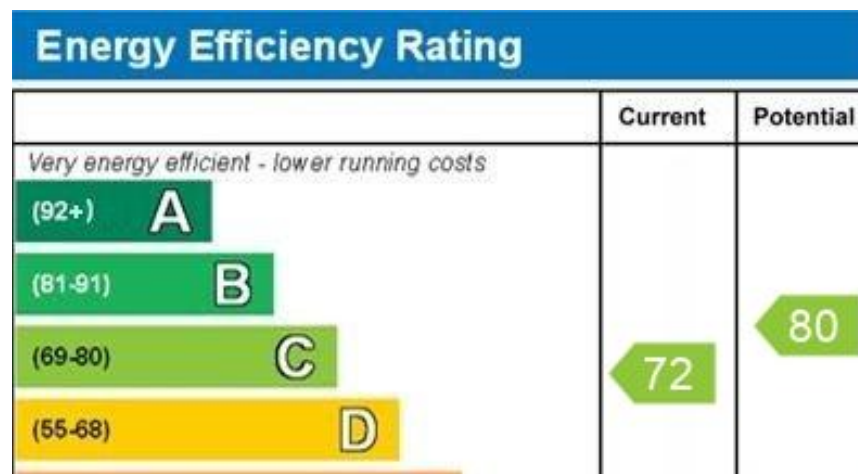 Energy Efficiency Rating
Current Potential
Very energy efficient - lower running costs
(92+) A
(81-91) B
(69-80) C
(55-68) D
72
80